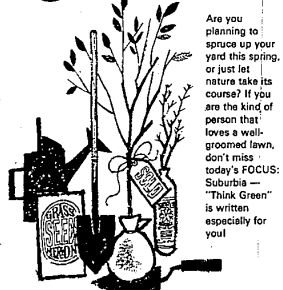 Are you
planning to
spruce up your
yard this spring,
or just let
nature take its
course? If you
are the kind of
person that
loves a well-
groomed lawn,
don't miss
today's FOCUS:
Suburbia —
"Think Green"
is written
especially for
you!
GRASS
SEED